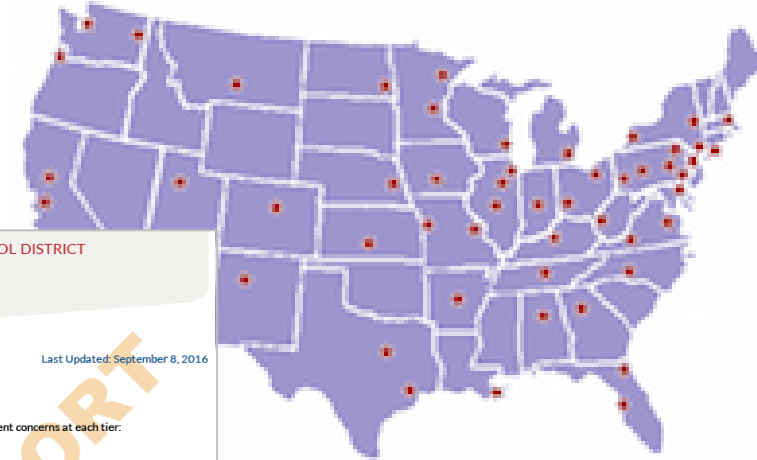 OL DISTRICT
Last Updated: September 8, 2016
ORT
ent concerns at each tier: